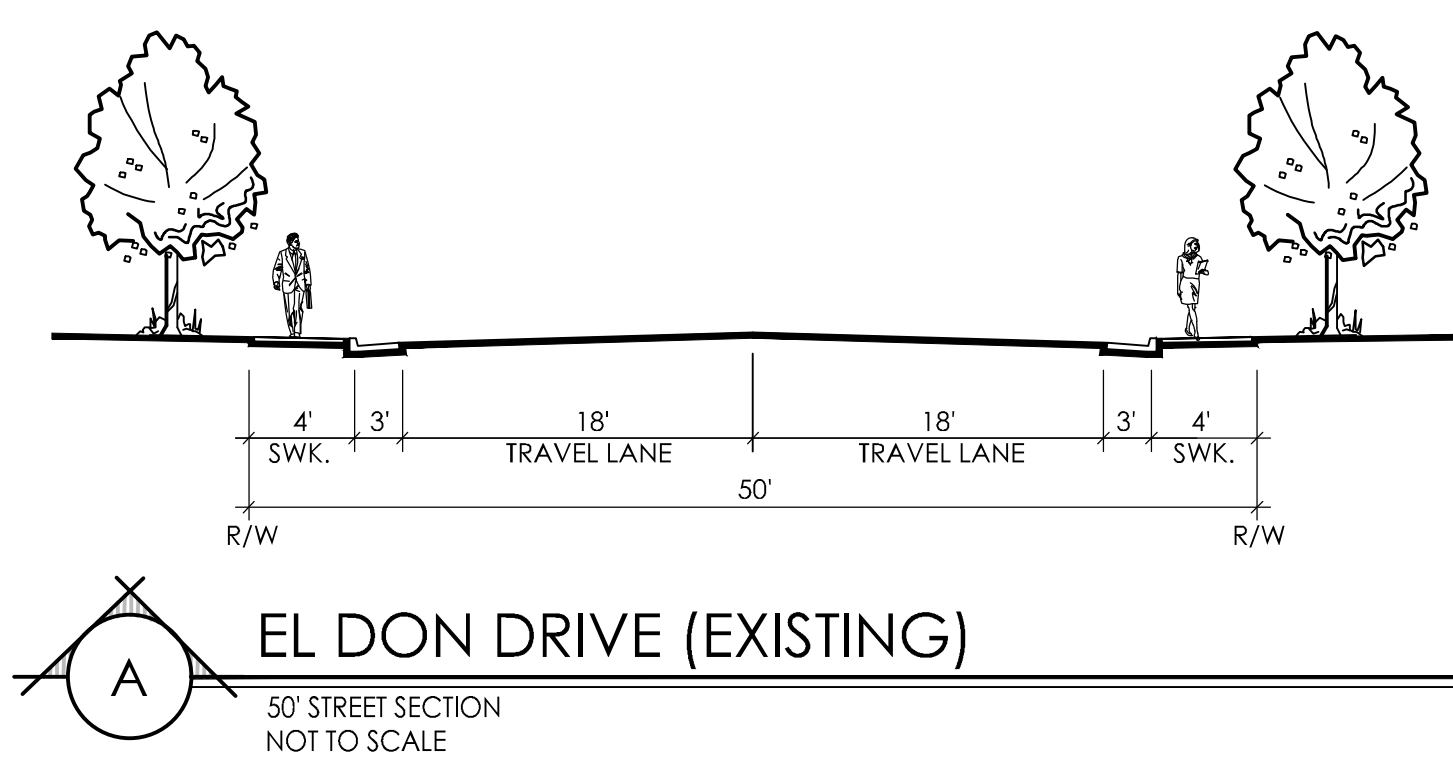 4' 3' 18' 18' 3' 4'
SWK. TRAVEL LANE TRAVEL LANE SWK.
50'
R/W R/W
A
EL DON DRIVE (EXISTING)
50' STREET SECTION
NOT TO SCALE